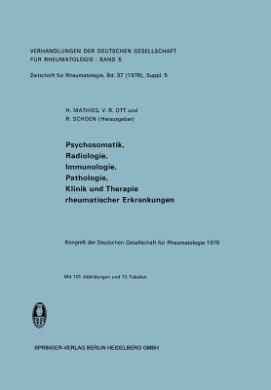 VERHANDLUNGEN DER DEUTSCHEN GESELLSCHAFT
FÜR RHEUMATOLOGIE · BAND 5
Zeitschrift für Rheumatologie, Bd. 37 (1978), Suppl. 5
H. MATHIES, V. R. OTT und
R. SCHOEN (Herausgeber)
Psychosomatik,
Radiologie,
Immunologie,
Pathologie,
Klinik und Therapie
rheumatischer Erkrankungen
Kongreß der Deutschen Gesellschaft für Rheumatologie 1976
Mit 101 Abbildungen und 73 Tabellen
SPRINGER-VERLAG BERLIN HEIDELBERG GMBH